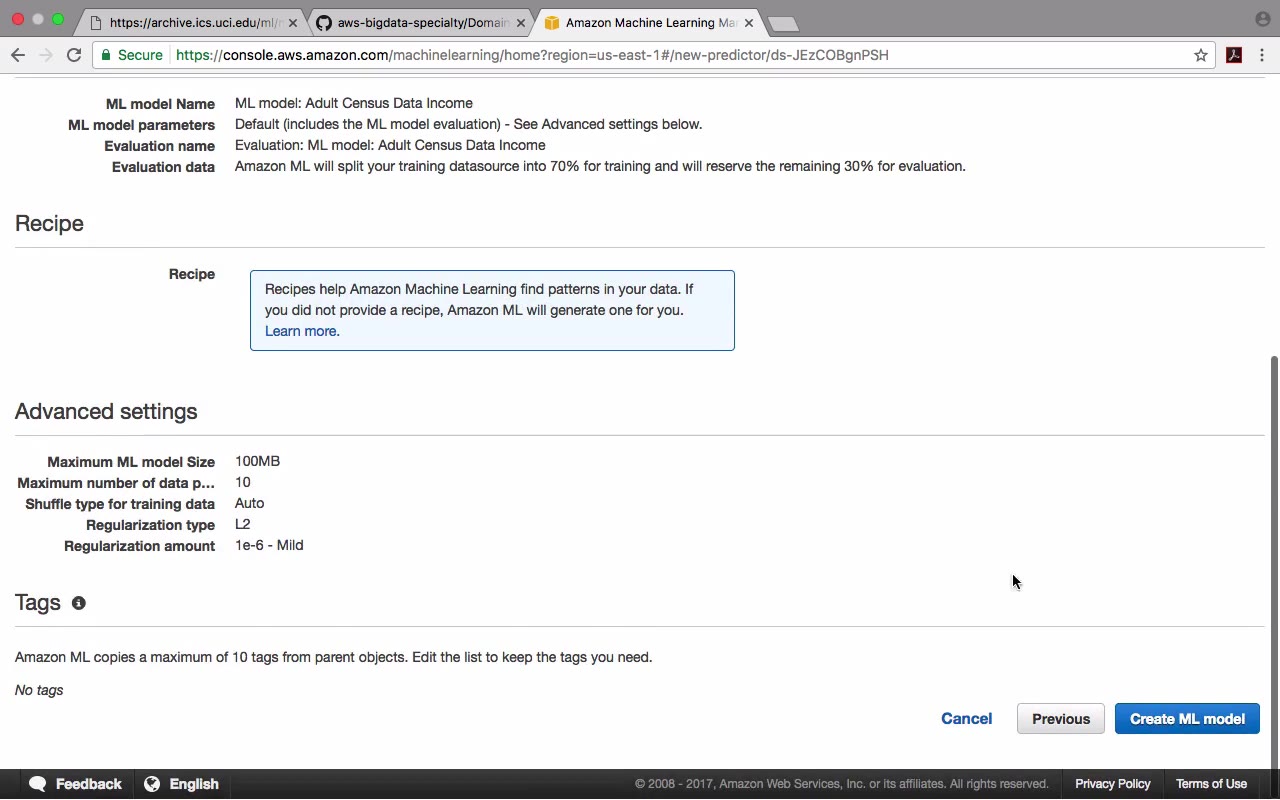 https://archive.ics.uci.edu/ml/
aws-bigdata-specialty/Domain
Amazon Machine Learning Ma
Secure
https://console.aws.amazon.com/machinelearning/home?region=us-east-1#/new-predictor/ds-JEzCOBgnPSH
ML model Name ML model: Adult Census Data Income
ML model parameters Default (includes the ML model evaluation) - See Advanced settings below.
Evaluation name Evaluation: ML model: Adult Census Data Income
Evaluation data Amazon ML will split your training datasource into 70% for training and will reserve the remaining 30% for evaluation.
Recipe
Recipe
Recipes help Amazon Machine Learning find patterns in your data. If
you did not provide a recipe, Amazon ML will generate one for you.
Learn more.
Advanced settings
Maximum ML model Size 100MB
Maximum number of data p... 10
Shuffle type for training data Auto
Regularization type L2
Regularization amount 1e-6 - Mild
Tags
Amazon ML copies a maximum of 10 tags from parent objects. Edit the list to keep the tags you need.
No tags
Cancel Previous Create ML model
Feedback English © 2008 - 2017, Amazon Web Services, Inc. or its affiliates. All rights reserved. Privacy Policy Terms of Use